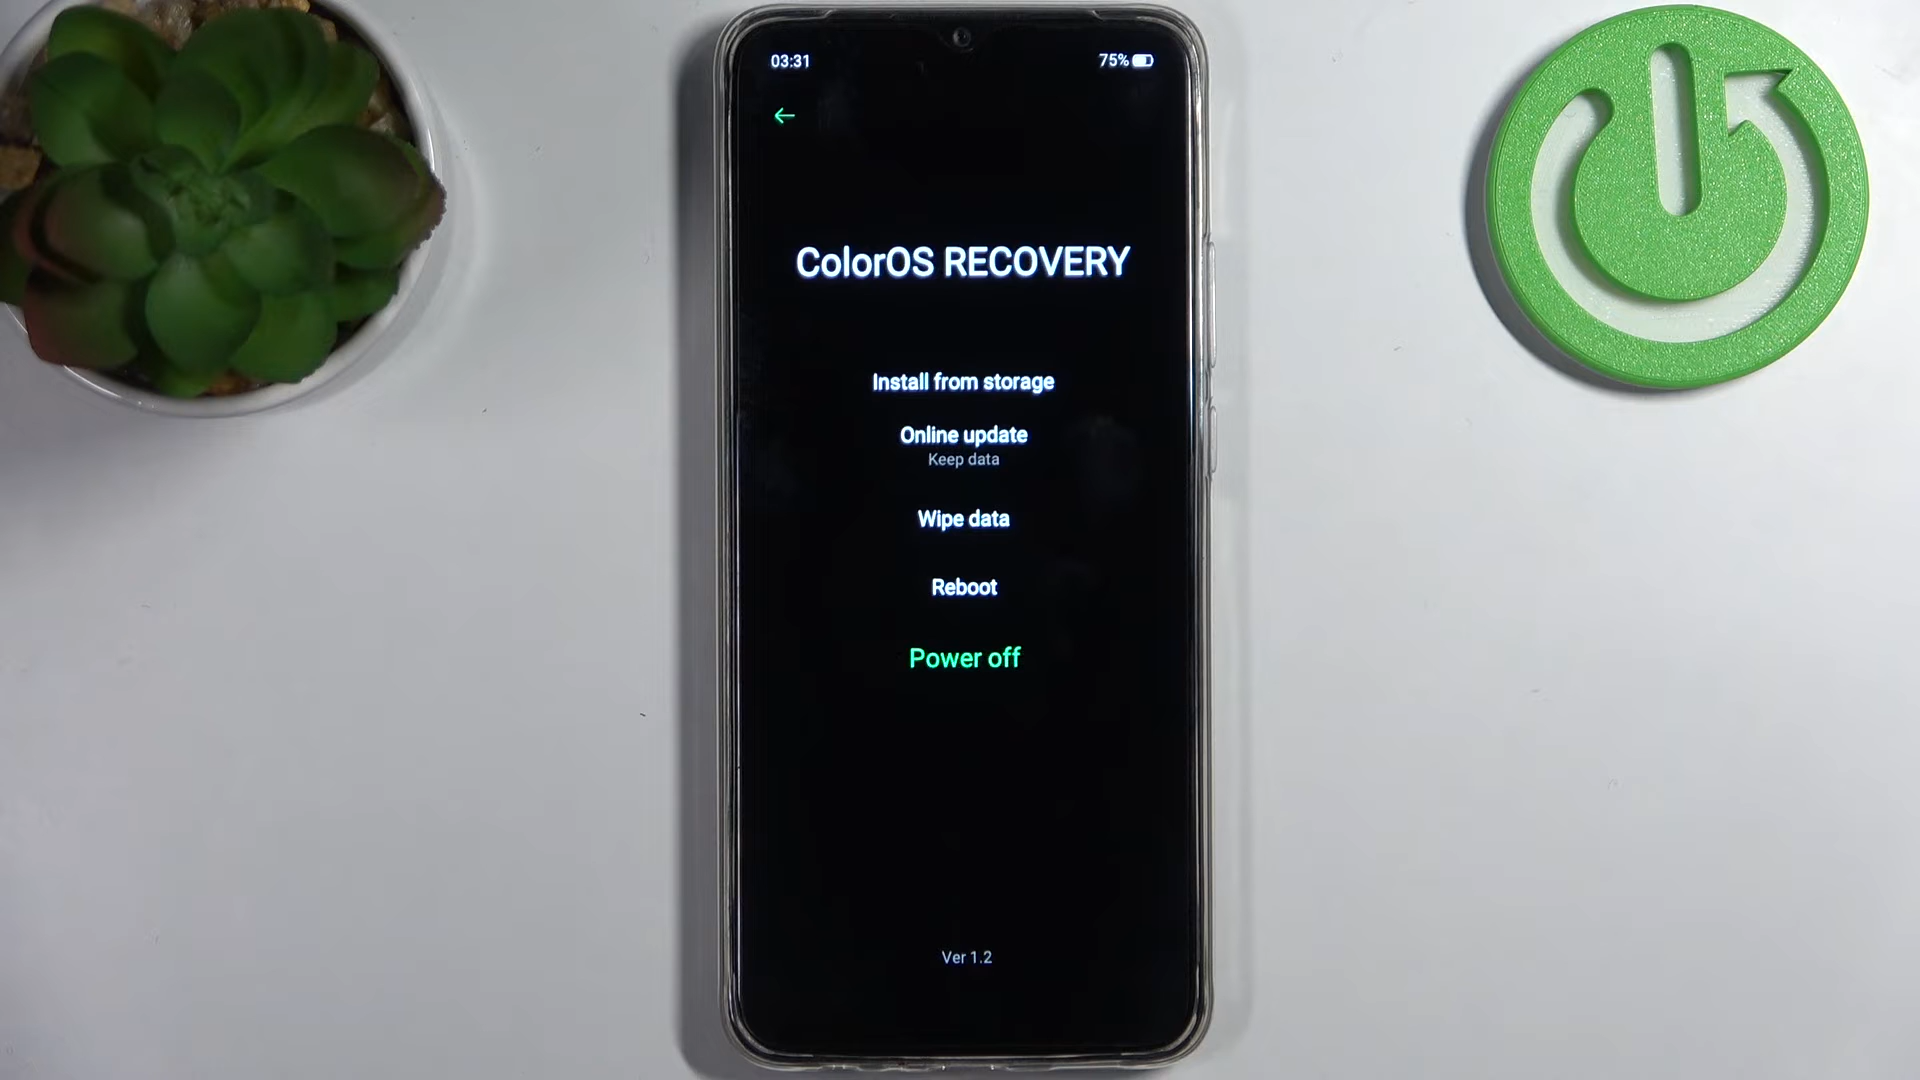 03:31
75%
ColorOS RECOVERY
Install from storage
Online update
Keep data
Wipe data
Reboot
Power off
Ver 1.2